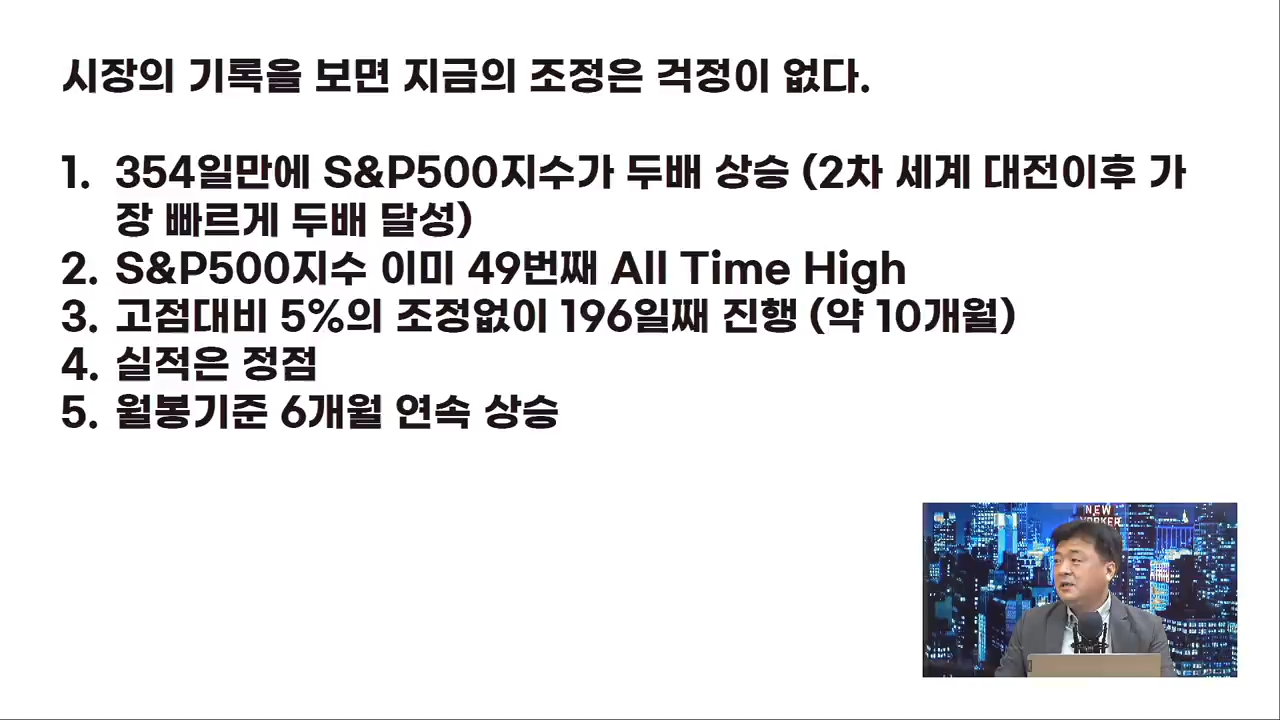 시장의 기록을 보면 지금의 조정은 걱정이 없다.
1. 354일만에 S&P500지수가 두배 상승 (2차 세계 대전이후 가
장 빠르게 두배 달성)
2. S&P500지수 이미 49번째 All Time High
3. 고점대비 5%의 조정없이 196일째 진행 (약 10개월)
4. 실적은 정점
5. 월봉기준 6개월 연속 상승
NEW
YORKER